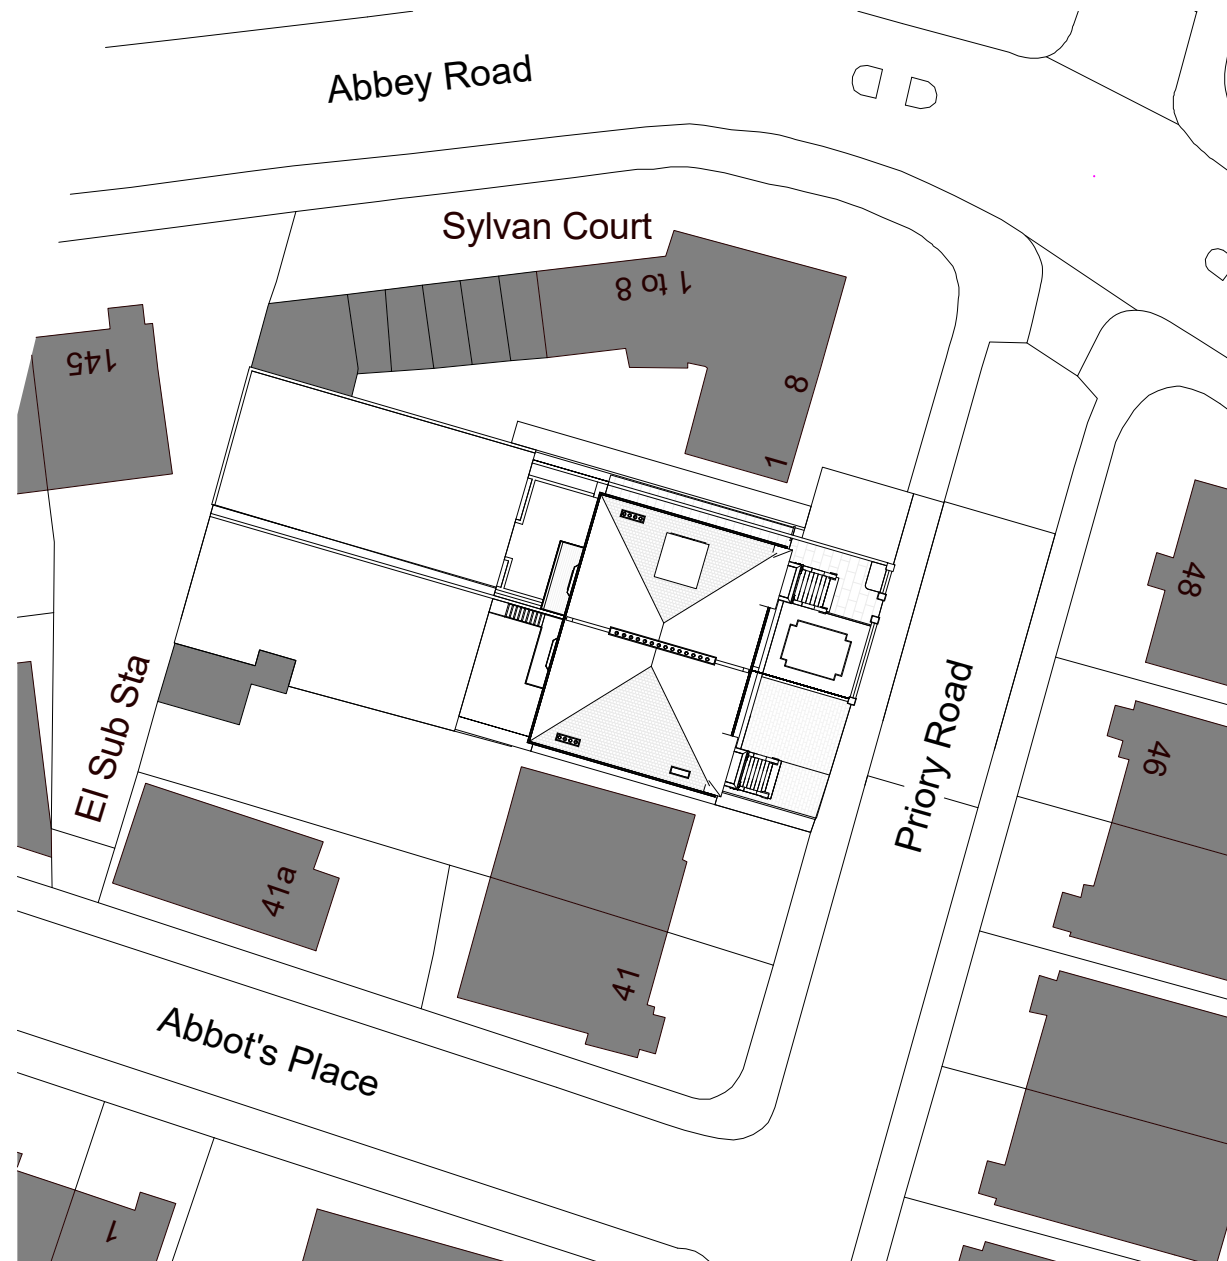 Abbey Road
Sylvan Court
1 to 8
145
8
1
48
El Sub Sta
Priory Road
46
41a
41
Abbot's Place
1